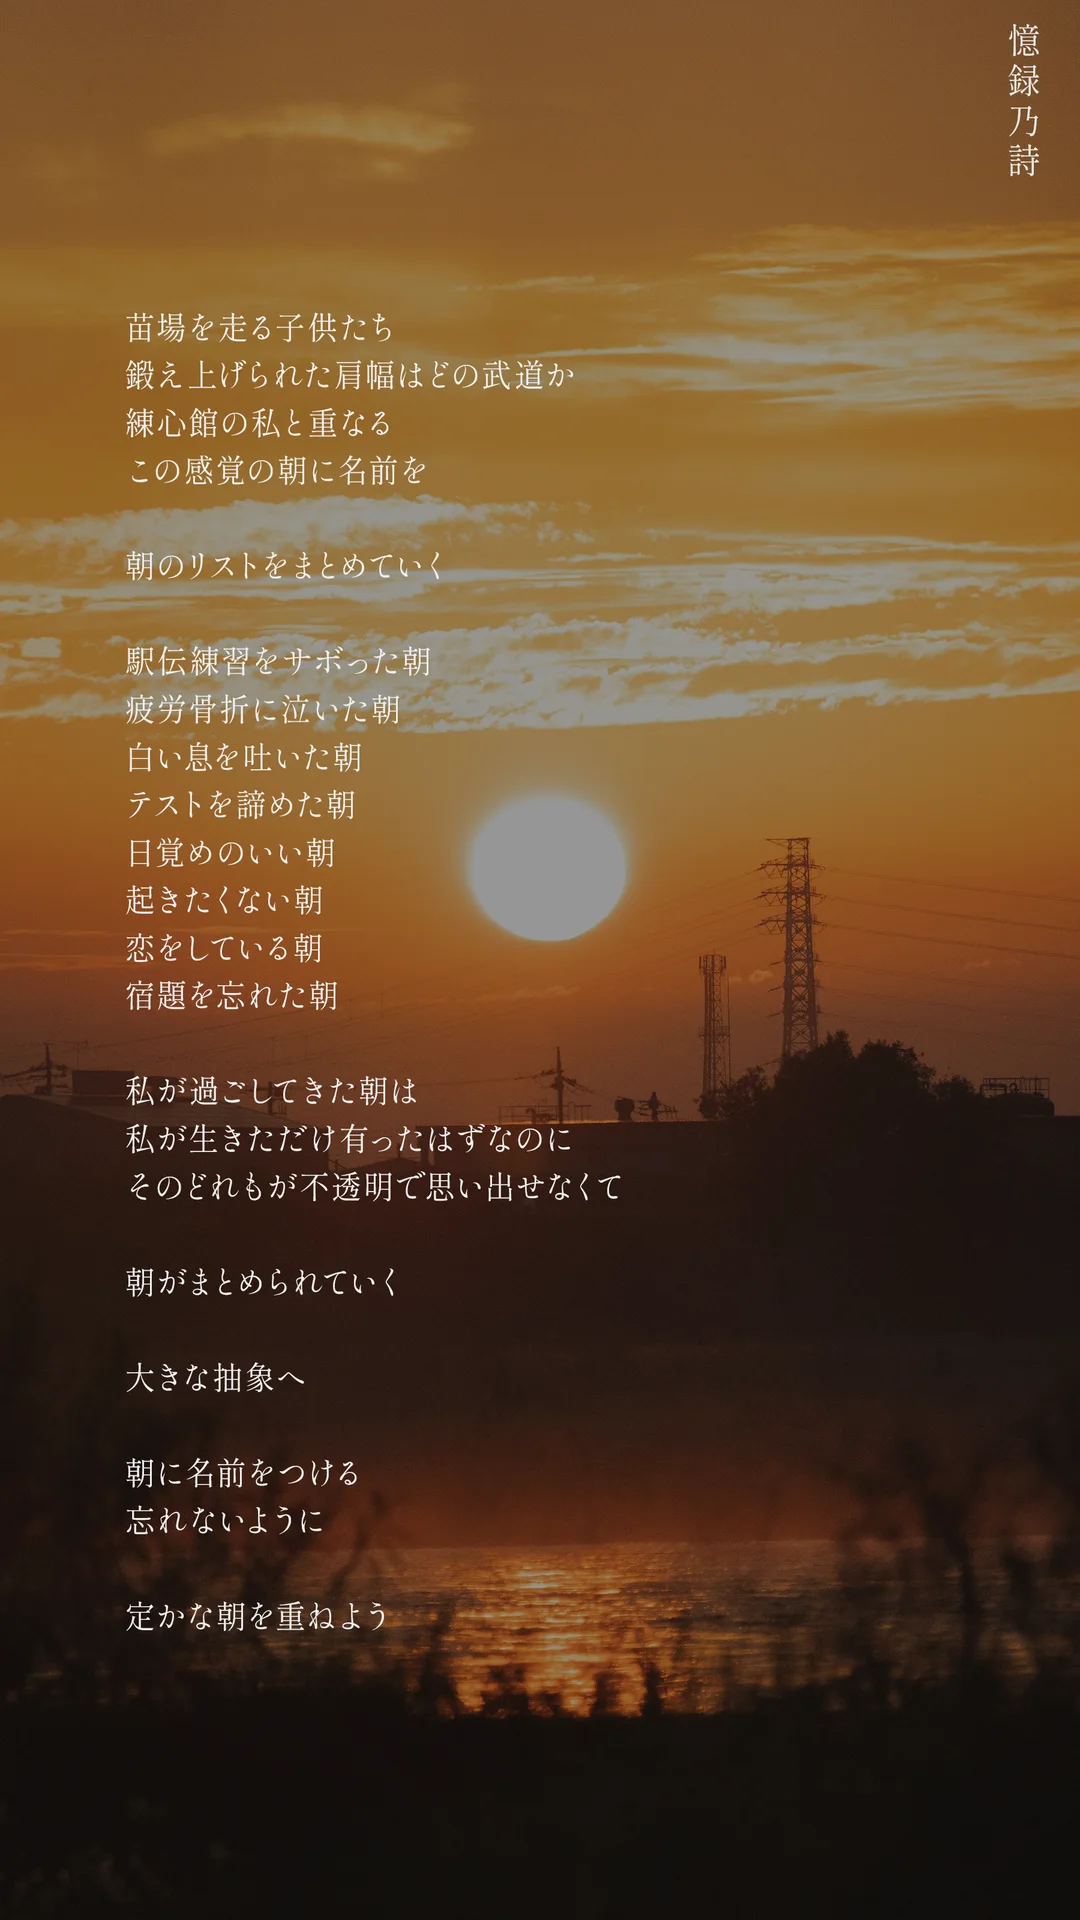 憶録乃詩
苗場を走る子供たち
鍛え上げられた肩幅はどの武道か
練心館の私と重なる
この感覚の朝に名前を
朝のリストをまとめていく
駅伝練習をサボった朝
疲労骨折に泣いた朝
白い息を吐いた朝
テストを諦めた朝
目覚めのいい朝
起きたくない朝
恋をしている朝
宿題を忘れた朝
私が過ごしてきた朝は
私が生きただけ有ったはずなのに
そのどれもが不透明で思い出せなくて
朝がまとめられていく
大きな抽象へ
朝に名前をつける
忘れないように
定かな朝を重ねよう